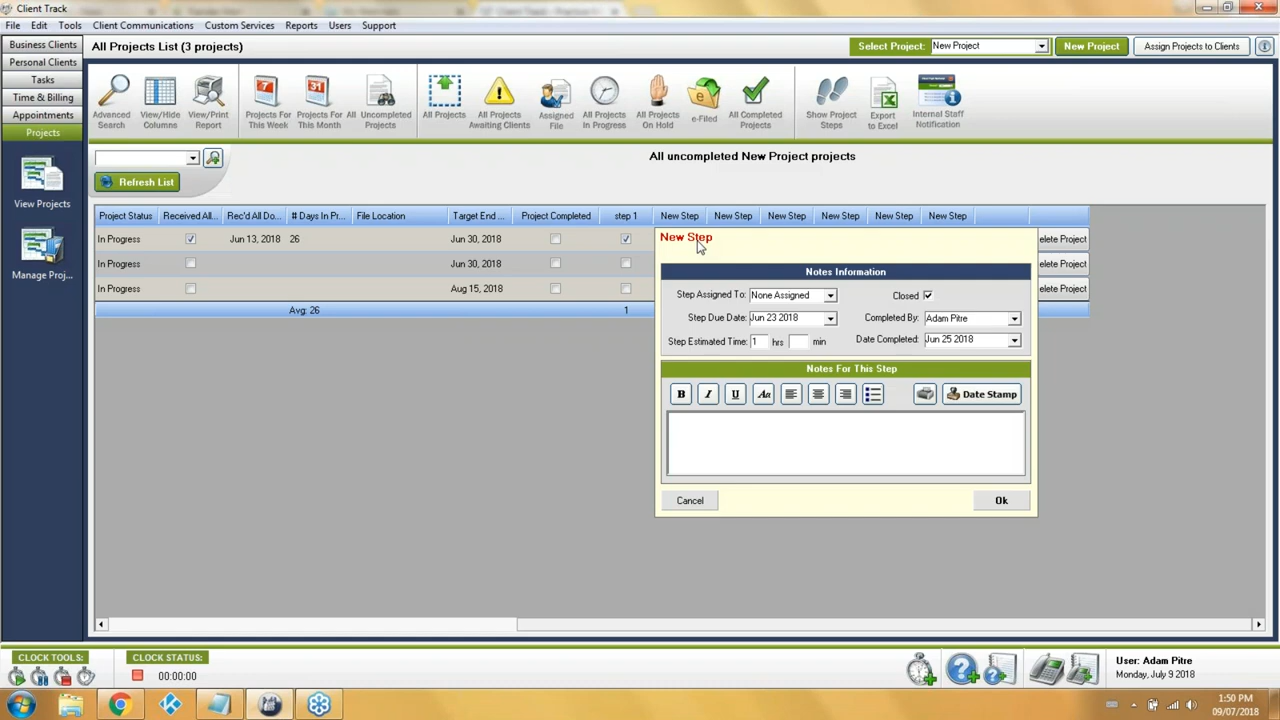 Client Track
File Edit Tools Client Communications Custom Services Reports Users Support
Business Clients
Personal Clients
Tasks
Time & Billing
Appointments
Projects
View Projects
Manage Proj...
All Projects List (3 projects)
Select Project: New Project
New Project
Assign Projects to Clients
Advanced Search
View/Hide Columns
View/Print Report
Projects For This Week
Projects For This Month
All Uncompleted Projects
All Projects
All Projects Awaiting Clients
Assigned File
All Projects In Progress
All Projects On Hold
e-Filed
All Completed Projects
Show Project Steps
Export to Excel
Internal Staff Notification
All uncompleted New Project projects
Refresh List
Project Status Received All... Rec'd All Do... # Days In Pr... File Location Target End ... Project Completed step 1 New Step New Step New Step New Step New Step New Step
In Progress Jun 13, 2018 26 Jun 30, 2018 elete Project
In Progress Jun 30, 2018 elete Project
In Progress Aug 15, 2018 elete Project
Avg: 26 1
New Step
Notes Information
Step Assigned To: None Assigned Closed
Step Due Date: Jun 23 2018 Completed By: Adam Pitre
Step Estimated Time: 1 hrs min Date Completed: Jun 25 2018
Notes For This Step
B I U Aa Date Stamp
Cancel Ok
CLOCK TOOLS: CLOCK STATUS:
00:00:00
User: Adam Pitre
Monday, July 9 2018
1:50 PM
09/07/2018